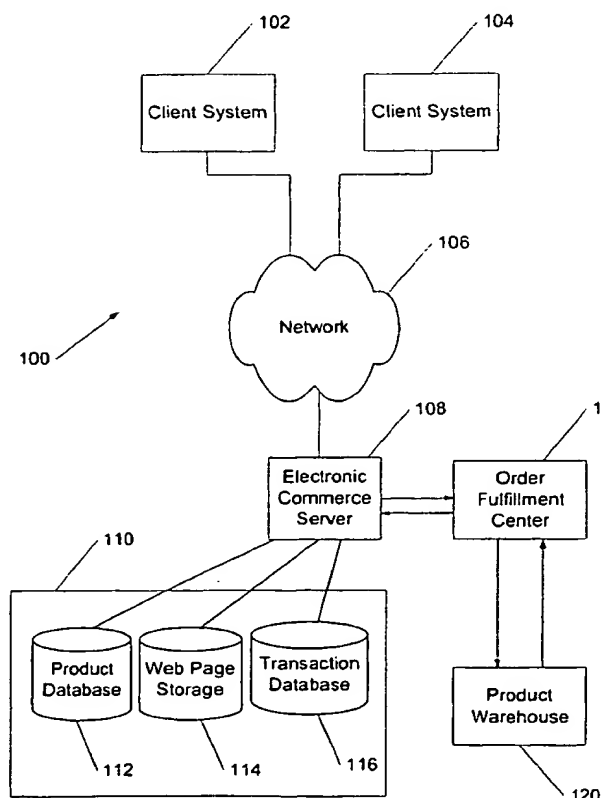 102
104
Client System
Client System
106
Network
100
108
1
Electronic
Commerce
Server
Order
Fulfillment
Center
110
Product
Database
Web Page
Storage
Transaction
Database
Product
Warehouse
112
114
116
120